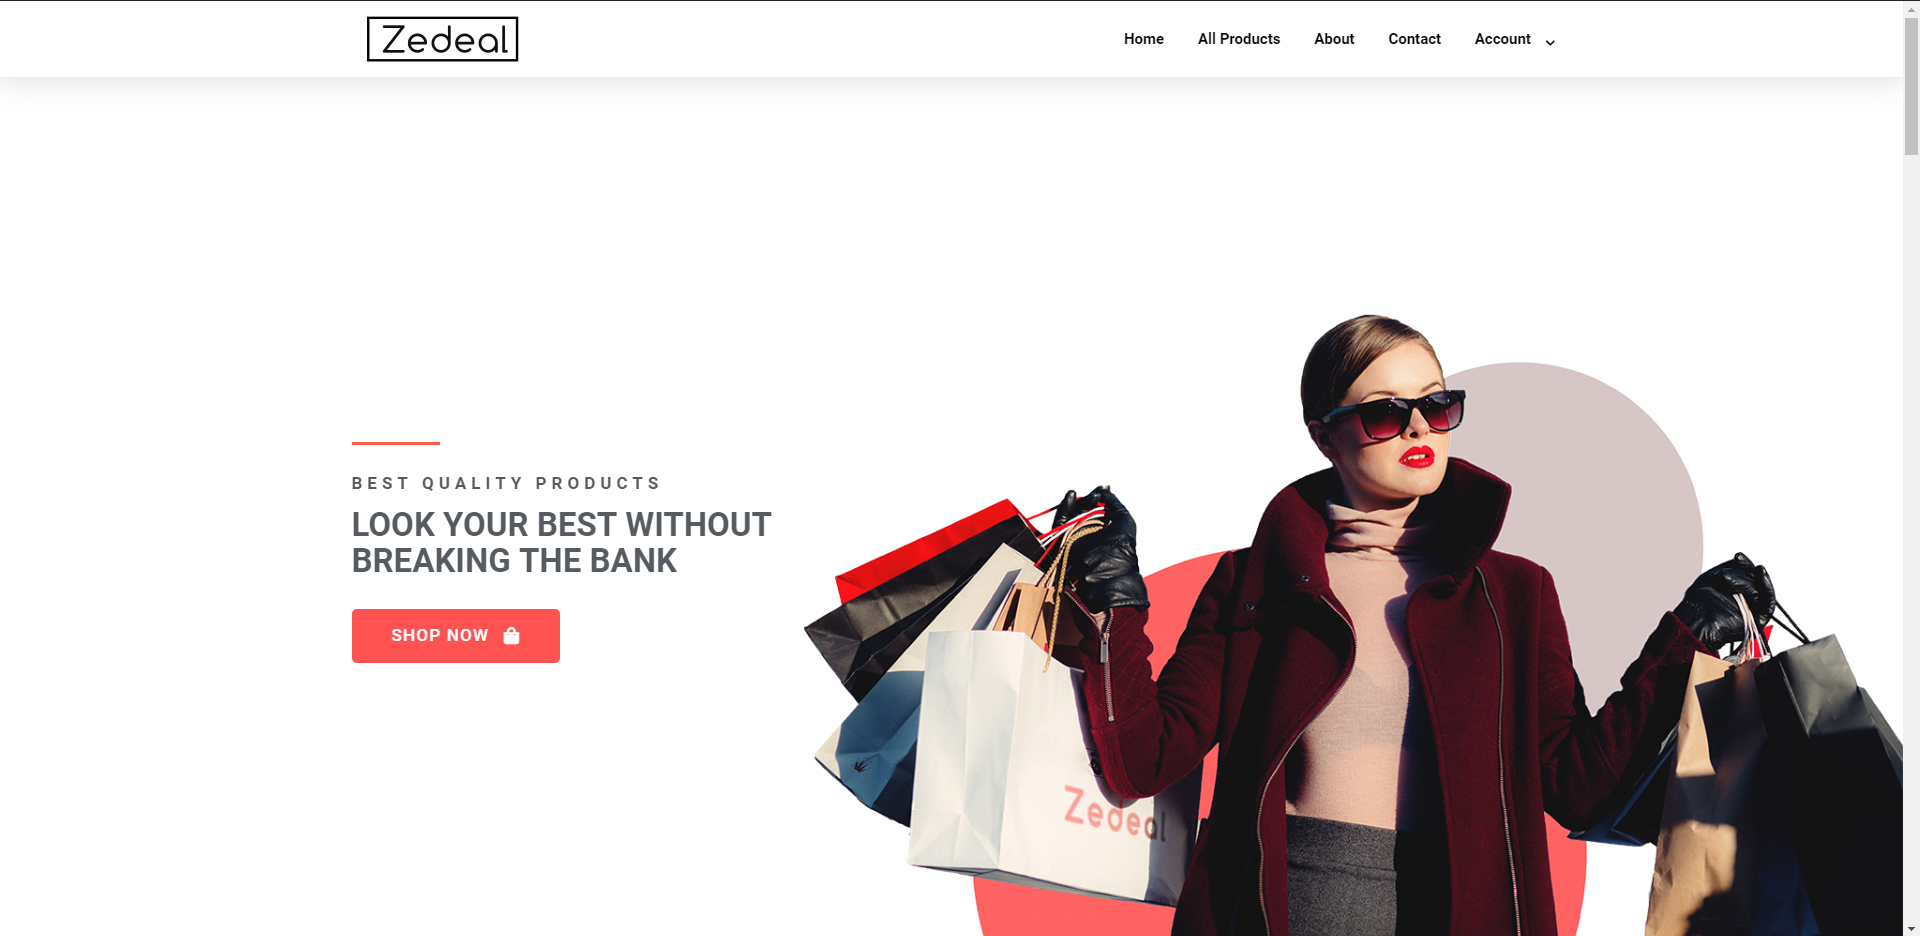 Zedeal
Home
All Products
About
Contact
Account
BEST QUALITY PRODUCTS
LOOK YOUR BEST WITHOUT
BREAKING THE BANK
SHOP NOW
Zedeal